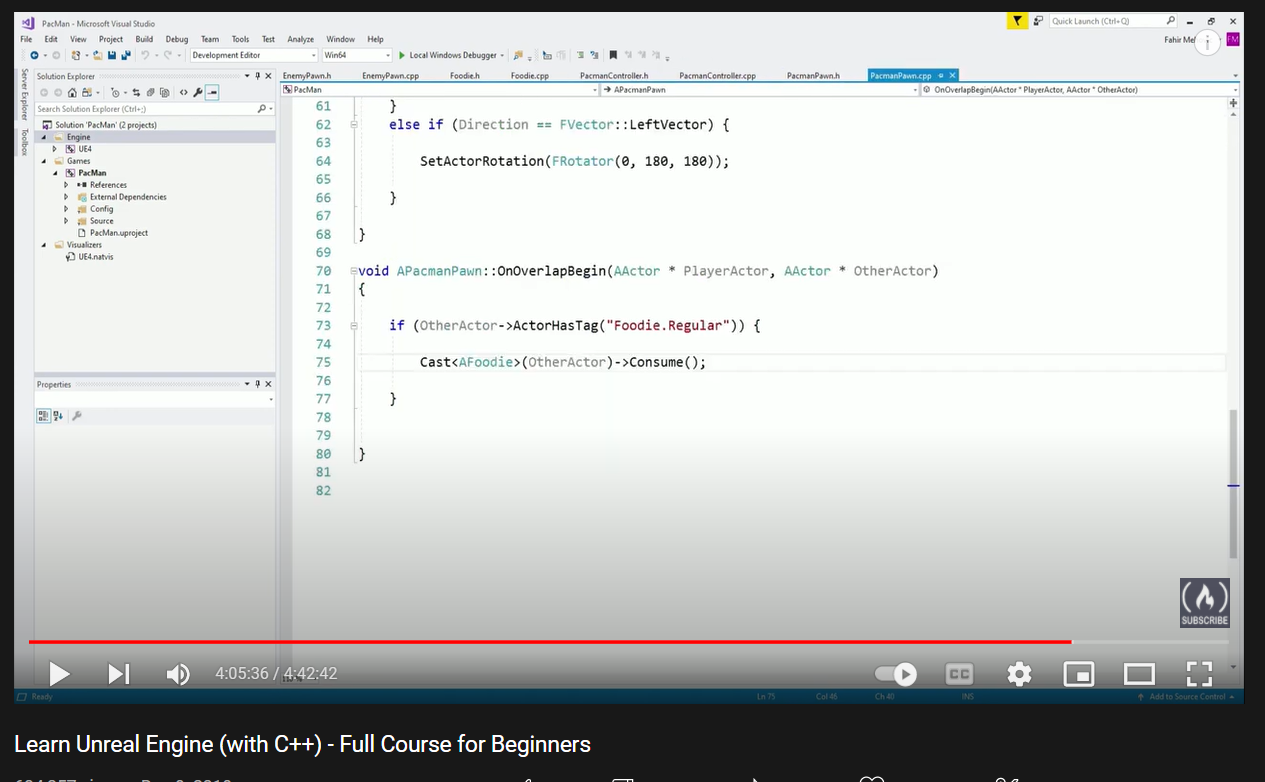 PacMan - Microsoft Visual Studio
Quick Launch (Ctrl+Q)
File Edit View Project Build Debug Team Tools Test Analyze Window Help
Fahir Me
FM
Development Editor Win64 Local Windows Debugger
Server Explorer
Toolbox
Solution Explorer
Search Solution Explorer (Ctrl+;)
Solution 'PacMan' (2 projects)
Engine
UE4
Games
PacMan
References
External Dependencies
Config
Source
PacMan.uproject
Visualizers
UE4.natvis
Properties
EnemyPawn.h EnemyPawn.cpp Foodie.h Foodie.cpp PacmanController.h PacmanController.cpp PacmanPawn.h PacmanPawn.cpp
PacMan APacmanPawn OnOverlapBegin(AActor * PlayerActor, AActor * OtherActor)
61 }
62 else if (Direction == FVector::LeftVector) {
63
64 SetActorRotation(FRotator(0, 180, 180));
65
66 }
67
68 }
69
70 void APacmanPawn::OnOverlapBegin(AActor * PlayerActor, AActor * OtherActor)
71 {
72
73 if (OtherActor->ActorHasTag("Foodie.Regular")) {
74
75 Cast<AFoodie>(OtherActor)->Consume();
76
77 }
78
79
80 }
81
82
SUBSCRIBE
4:05:36 / 4:42:42
CC
Ready Ln 75 Col 46 Ch 40 INS Add to Source Control
Learn Unreal Engine (with C++) - Full Course for Beginners